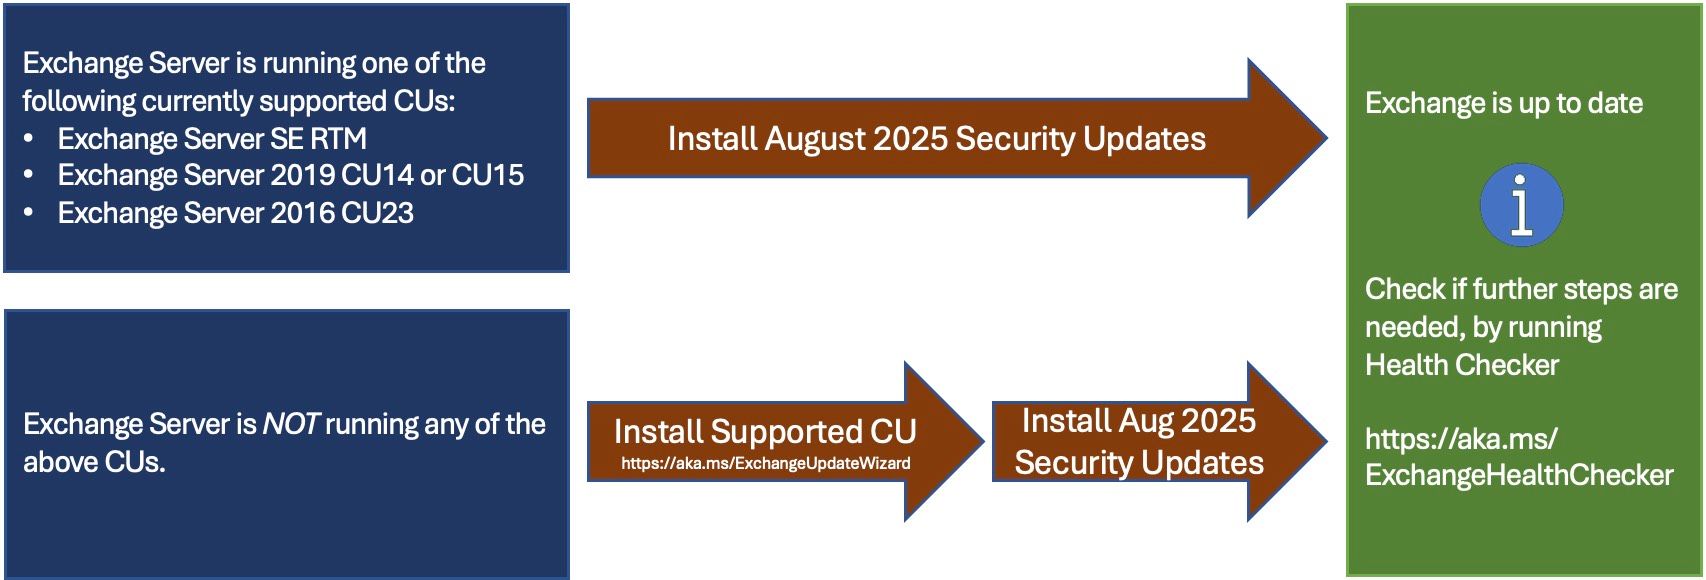 Exchange Server is running one of the
following currently supported CUs:
• Exchange Server SE RTM
• Exchange Server 2019 CU14 or CU15
• Exchange Server 2016 CU23
Install August 2025 Security Updates
Exchange Server is NOT running any of the
above CUs.
Install Supported CU
https://aka.ms/ExchangeUpdateWizard
Install Aug 2025
Security Updates
Exchange is up to date
i
Check if further steps are
needed, by running
Health Checker
https://aka.ms/
ExchangeHealthChecker